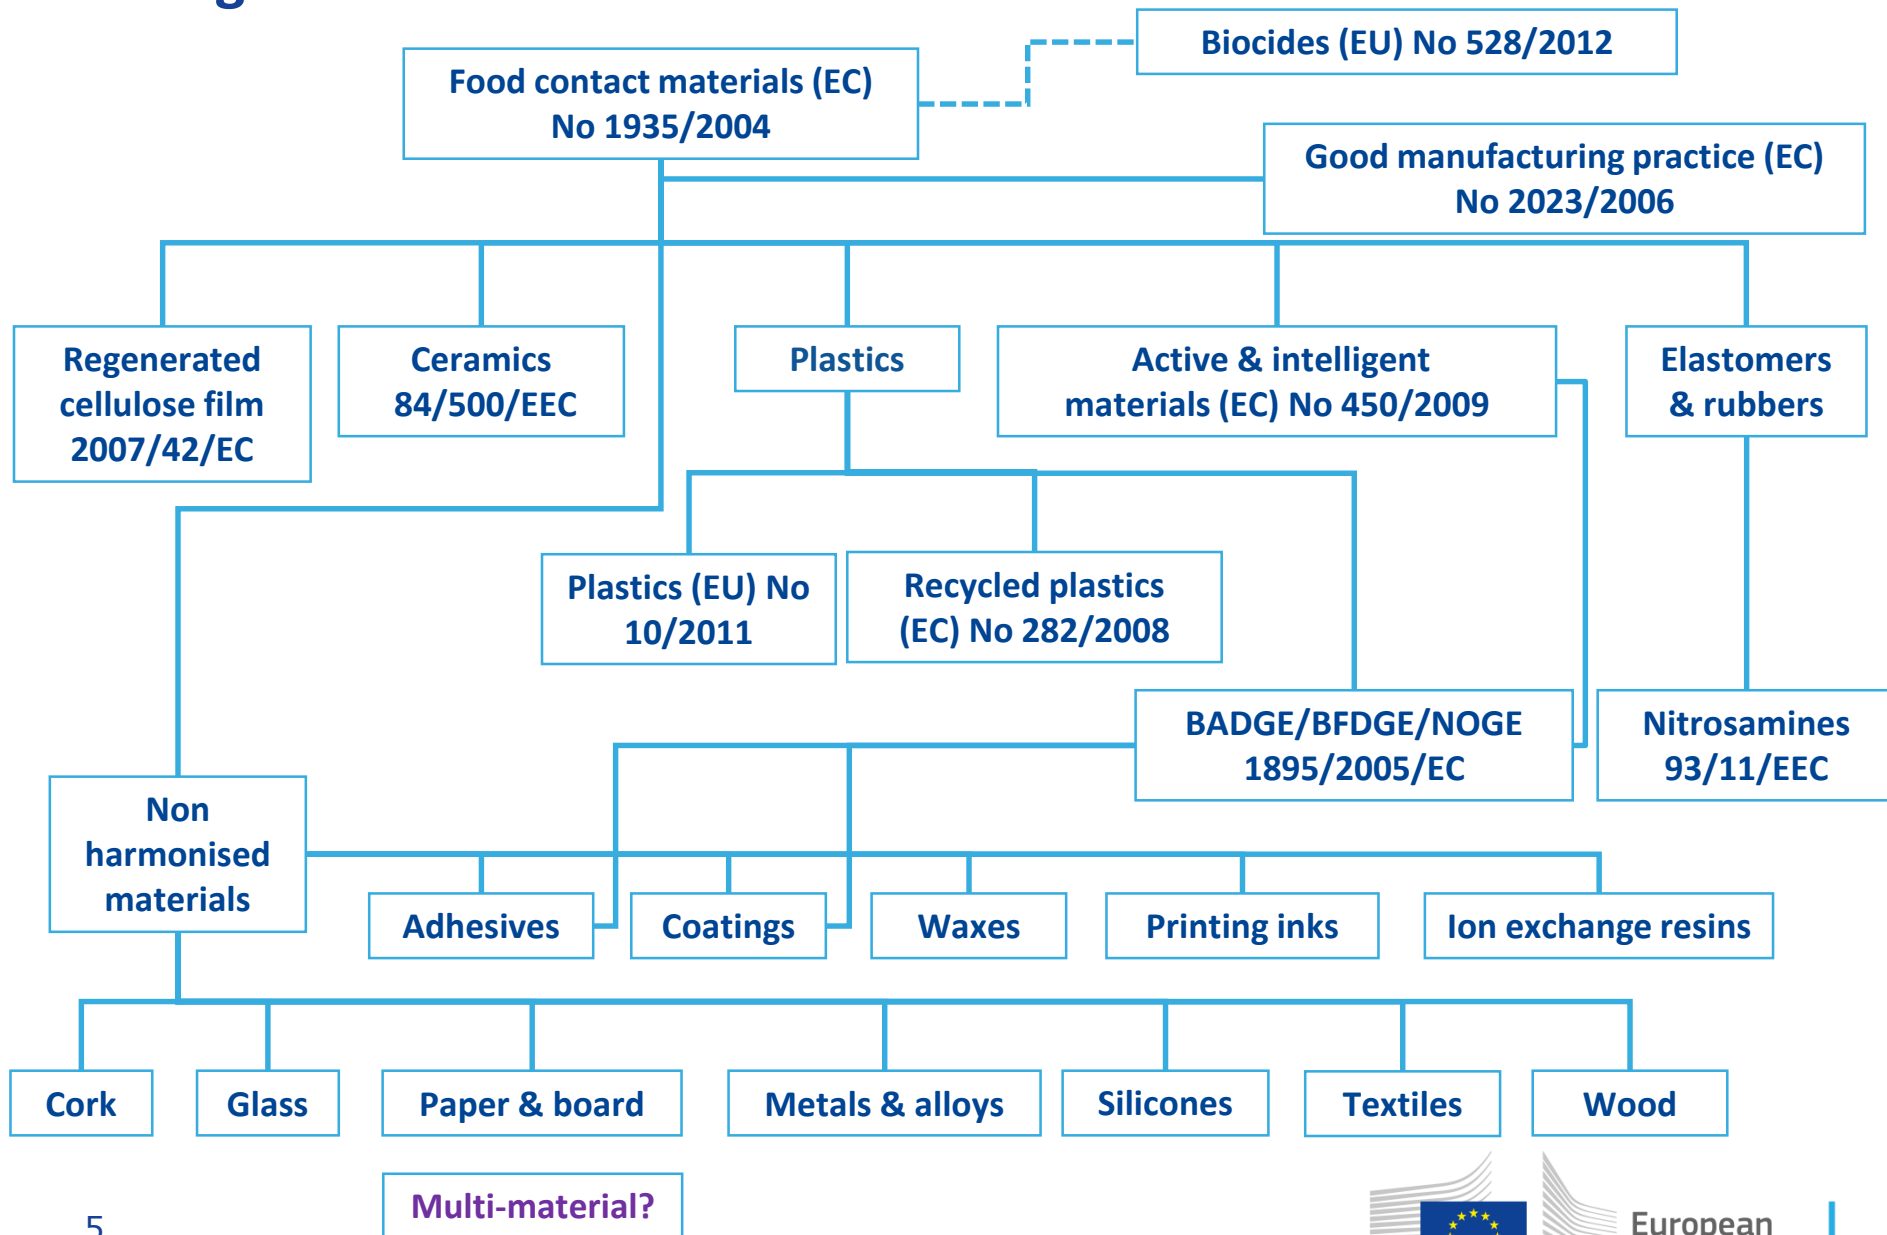 Biocides (EU) No 528/2012
Food contact materials (EC)
No 1935/2004
Good manufacturing practice (EC)
No 2023/2006
Regenerated
cellulose film
2007/42/EC
Ceramics
84/500/EEC
Plastics
Active & intelligent
materials (EC) No 450/2009
Elastomers
& rubbers
Plastics (EU) No
10/2011
Recycled plastics
(EC) No 282/2008
BADGE/BFDGE/NOGE
1895/2005/EC
Nitrosamines
93/11/EEC
Non
harmonised
materials
Adhesives
Coatings
Waxes
Printing inks
Ion exchange resins
Cork
Glass
Paper & board
Metals & alloys
Silicones
Textiles
Wood
Multi-material?
5
European